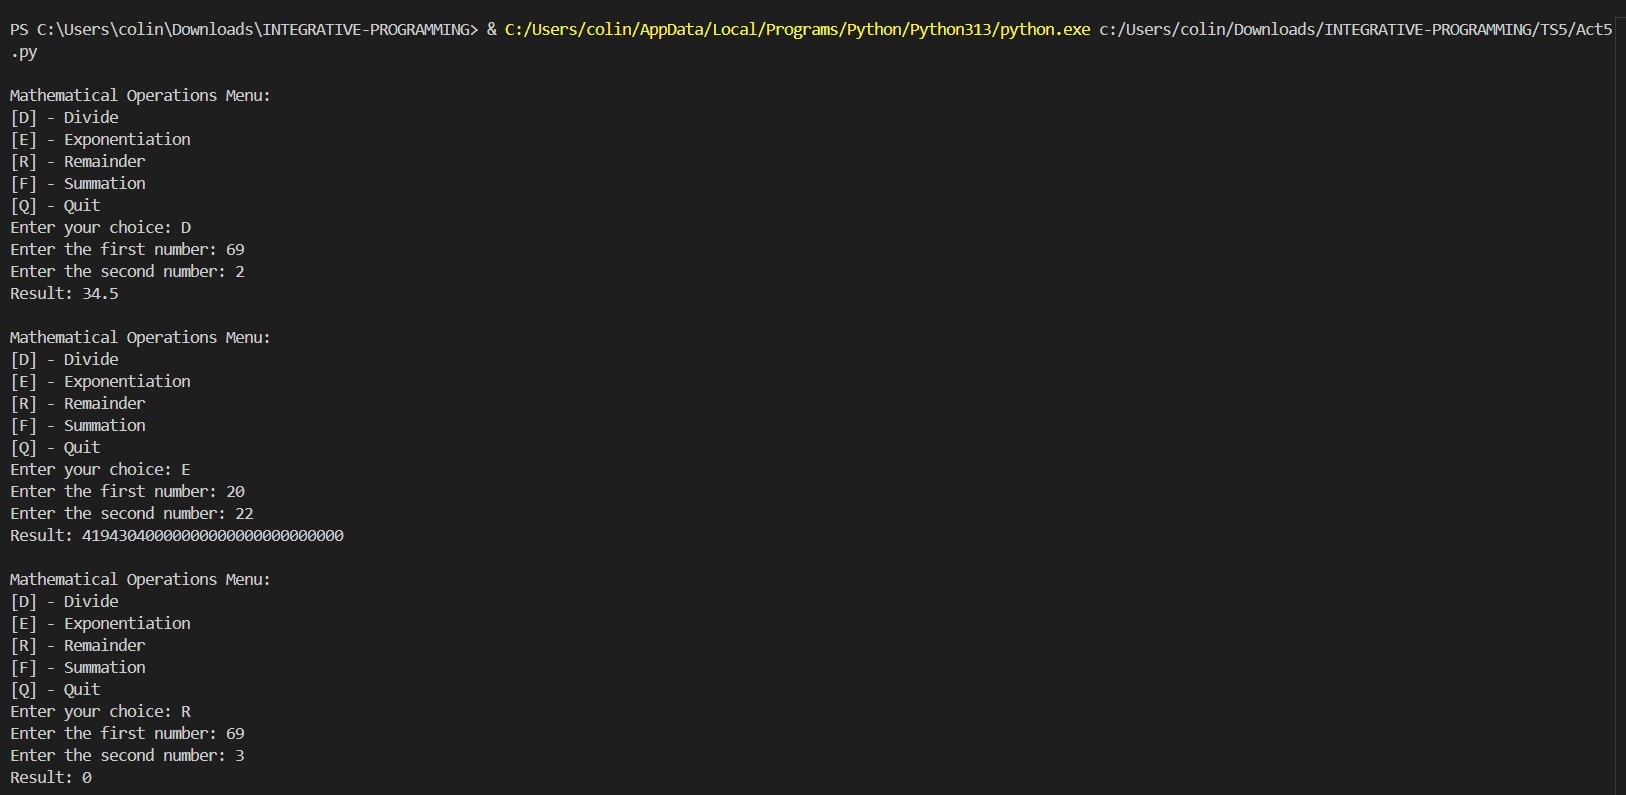 PS C:\Users\colin\Downloads\INTEGRATIVE-PROGRAMMING> & C:/Users/colin/AppData/Local/Programs/Python/Python313/python.exe c:/Users/colin/Downloads/INTEGRATIVE-PROGRAMMING/TS5/Act5
.py
Mathematical Operations Menu:
[D] - Divide
[E] - Exponentiation
[R] - Remainder
[F] - Summation
[Q] - Quit
Enter your choice: D
Enter the first number: 69
Enter the second number: 2
Result: 34.5
Mathematical Operations Menu:
[D] - Divide
[E] - Exponentiation
[R] - Remainder
[F] - Summation
[Q] - Quit
Enter your choice: E
Enter the first number: 20
Enter the second number: 22
Result: 41943040000000000000000000000
Mathematical Operations Menu:
[D] - Divide
[E] - Exponentiation
[R] - Remainder
[F] - Summation
[Q] - Quit
Enter your choice: R
Enter the first number: 69
Enter the second number: 3
Result: 0